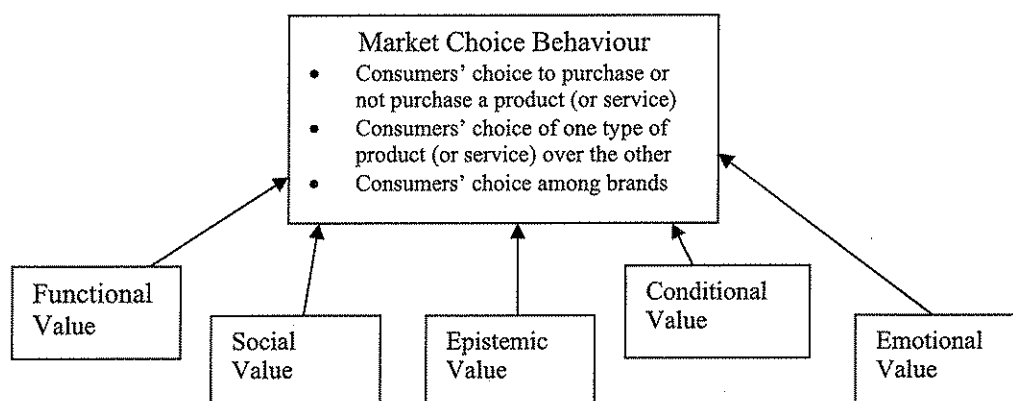 Market Choice Behaviour
• Consumers’ choice to purchase or
not purchase a product (or service)
• Consumers’ choice of one type of
product (or service) over the other
• Consumers’ choice among brands
Functional
Value
Social
Value
Epistemic
Value
Conditional
Value
Emotional
Value